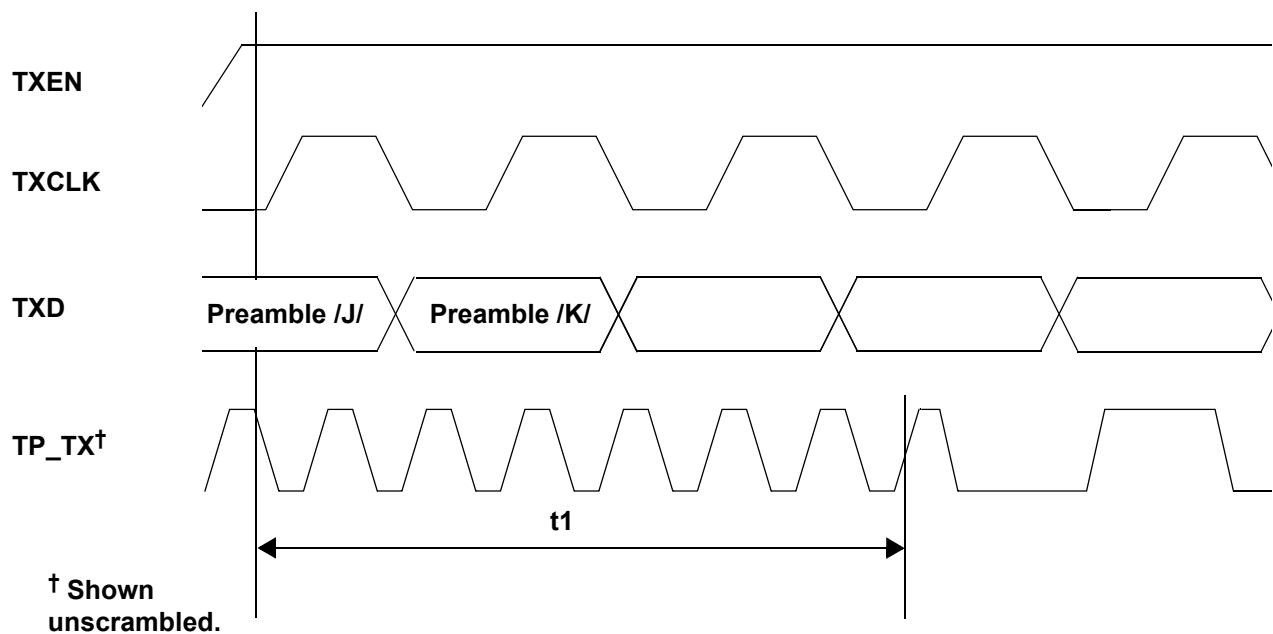 TXEN
TXCLK
TXD
Preamble /J/
Preamble /K/
TP_TX†
t1
† Shown
unscrambled.